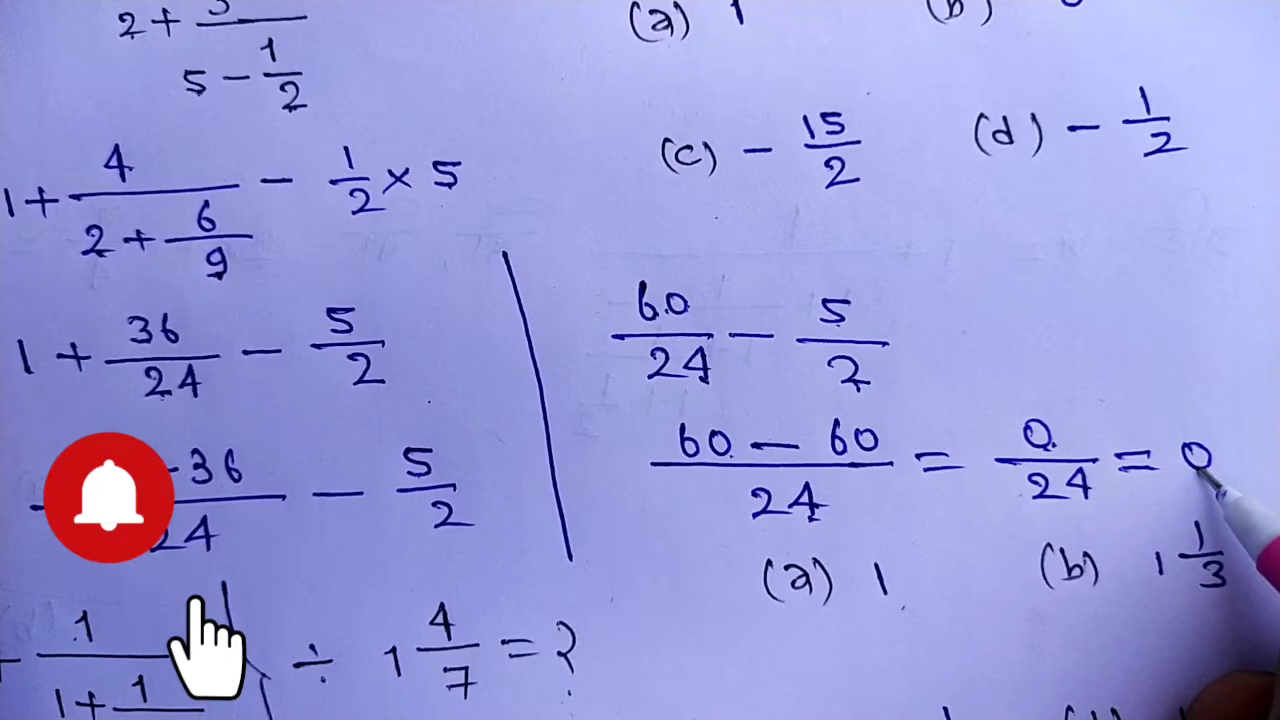 2 + 3/
5 - 1/2
(a) 1 (b)
1 + 4/(2 + 6/9) - 1/2 × 5
(c) - 15/2 (d) - 1/2
1 + 36/24 - 5/2
60/24 - 5/2
36/24 - 5/2
(60 - 60)/24 = 0/24 = 0
(a) 1 (b) 1 1/3
1/(1 + 1/) ÷ 1 4/7 = ?